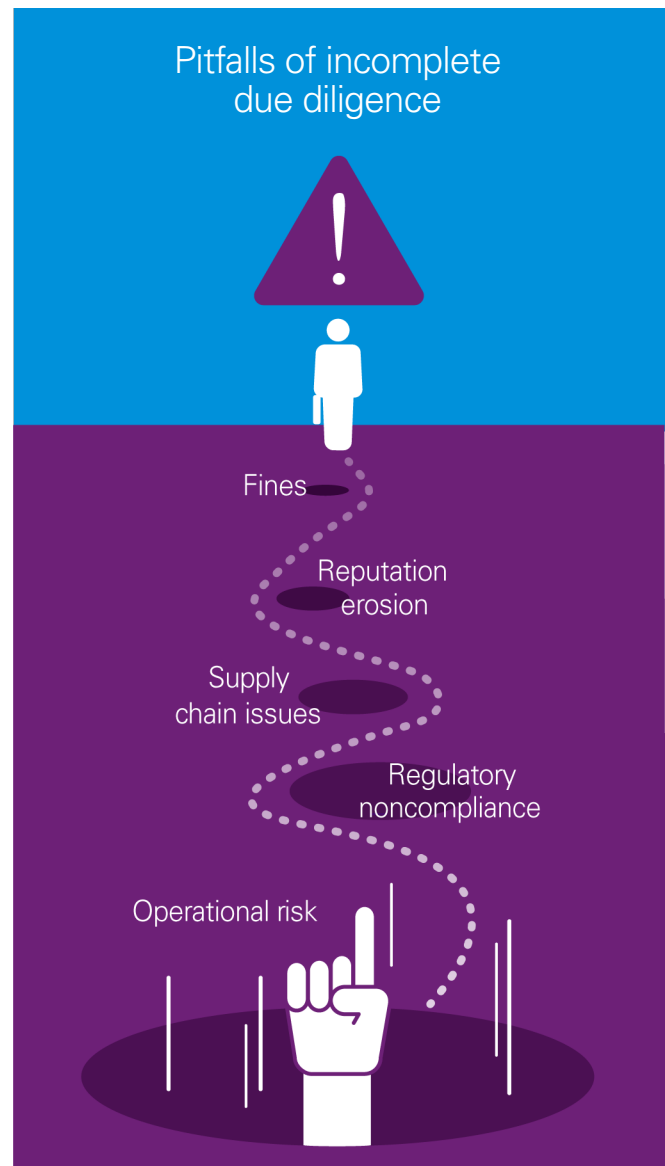 Pitfalls of incomplete
due diligence
!
Fines
Reputation
erosion
Supply
chain issues
Regulatory
noncompliance
Operational risk